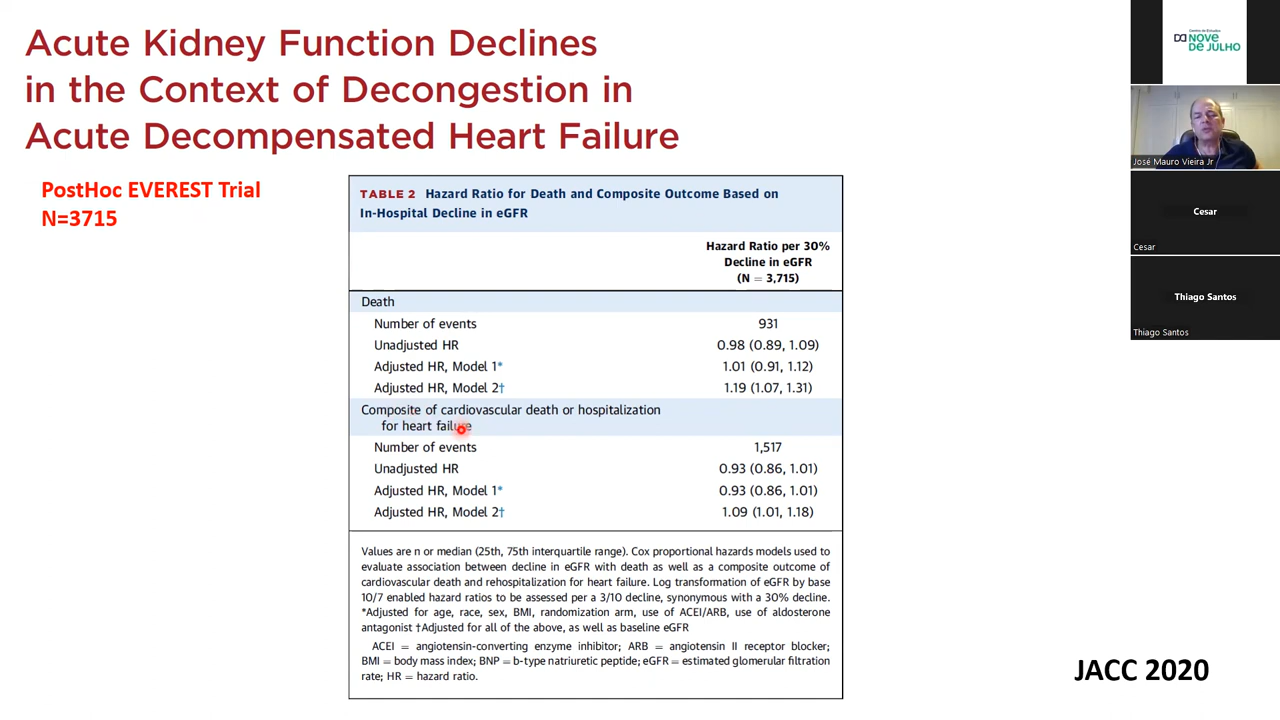 Acute Kidney Function Declines
in the Context of Decongestion in
Acute Decompensated Heart Failure
PostHoc EVEREST Trial
N=3715
TABLE 2 Hazard Ratio for Death and Composite Outcome Based on
In-Hospital Decline in eGFR
Hazard Ratio per 30%
Decline in eGFR
(N = 3,715)
Death
Number of events 931
Unadjusted HR 0.98 (0.89, 1.09)
Adjusted HR, Model 1* 1.01 (0.91, 1.12)
Adjusted HR, Model 2† 1.19 (1.07, 1.31)
Composite of cardiovascular death or hospitalization
for heart failure
Number of events 1,517
Unadjusted HR 0.93 (0.86, 1.01)
Adjusted HR, Model 1* 0.93 (0.86, 1.01)
Adjusted HR, Model 2† 1.09 (1.01, 1.18)
Values are n or median (25th, 75th interquartile range). Cox proportional hazards models used to
evaluate association between decline in eGFR with death as well as a composite outcome of
cardiovascular death and rehospitalization for heart failure. Log transformation of eGFR by base
10/7 enabled hazard ratios to be assessed per a 3/10 decline, synonymous with a 30% decline.
*Adjusted for age, race, sex, BMI, randomization arm, use of ACEI/ARB, use of aldosterone
antagonist †Adjusted for all of the above, as well as baseline eGFR
ACEI = angiotensin-converting enzyme inhibitor; ARB = angiotensin II receptor blocker;
BMI = body mass index; BNP = b-type natriuretic peptide; eGFR = estimated glomerular filtration
rate; HR = hazard ratio.
JACC 2020
Centro de Estudos
NOVE
DE JULHO
José Mauro Vieira Jr
Cesar
Cesar
Thiago Santos
Thiago Santos